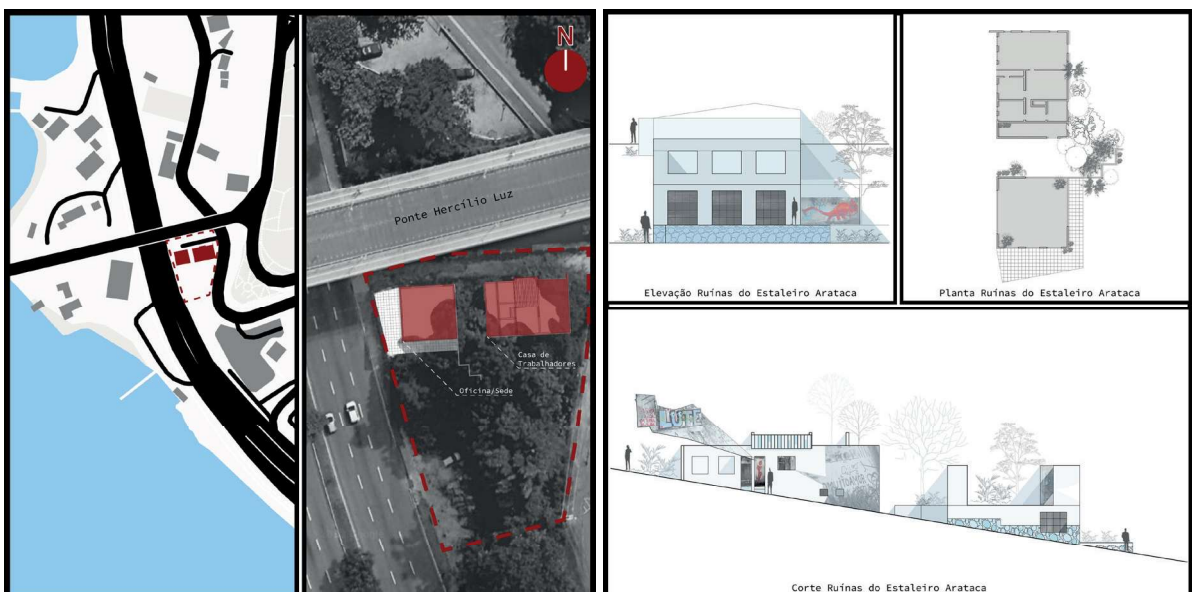 N
Ponte Hercílio Luz
Casa de
Trabalhadores
Oficina/Sede
Elevação Ruínas do Estaleiro Arataca
Planta Ruínas do Estaleiro Arataca
Corte Ruínas do Estaleiro Arataca